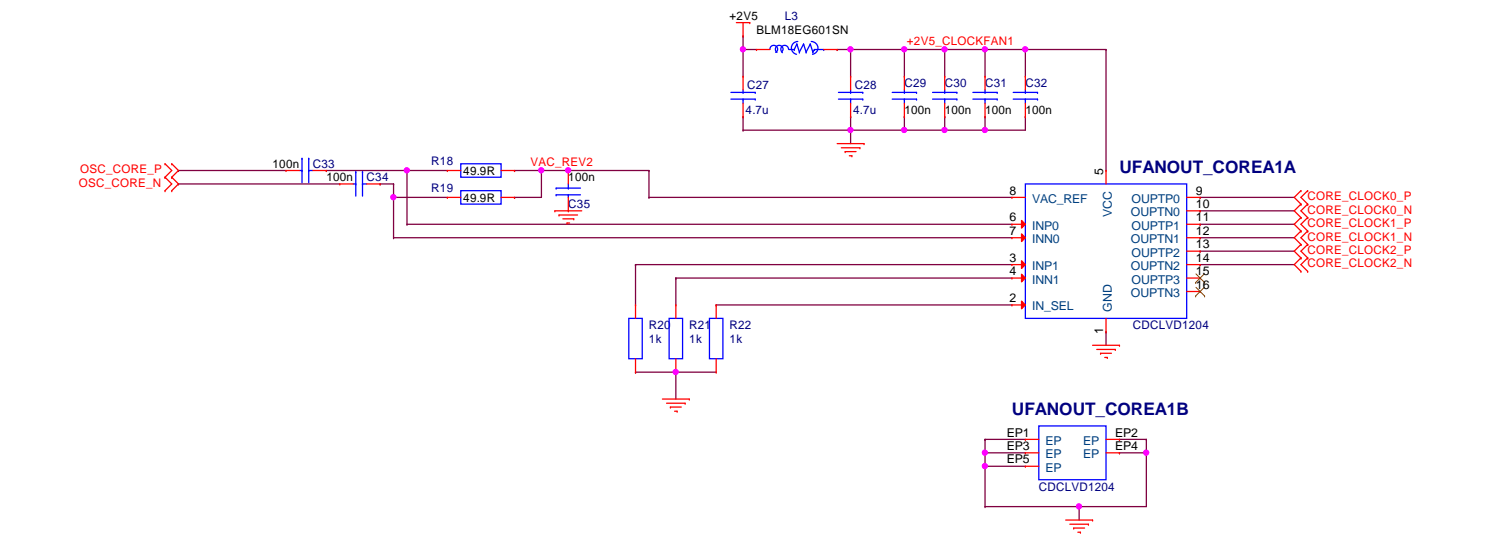 +2V5
L3
BLM18EG601SN
+2V5_CLOCKFAN1
C27
4.7u
C28
4.7u
C29
100n
C30
100n
C31
100n
C32
100n
OSC_CORE_P
OSC_CORE_N
100n
C33
100n
C34
R18
49.9R
R19
49.9R
VAC_REV2
100n
C35
UFANOUT_COREA1A
5
VCC
8
VAC_REF
6
INP0
7
INN0
3
INP1
4
INN1
2
IN_SEL
GND
1
OUPTP0
9
CORE_CLOCK0_P
OUPTN0
10
CORE_CLOCK0_N
OUPTP1
11
CORE_CLOCK1_P
OUPTN1
12
CORE_CLOCK1_N
OUPTP2
13
CORE_CLOCK2_P
OUPTN2
14
CORE_CLOCK2_N
OUPTP3
15
OUPTN3
16
CDCLVD1204
R20
1k
R21
1k
R22
1k
UFANOUT_COREA1B
EP1
EP
EP
EP2
EP3
EP
EP
EP4
EP5
EP
CDCLVD1204